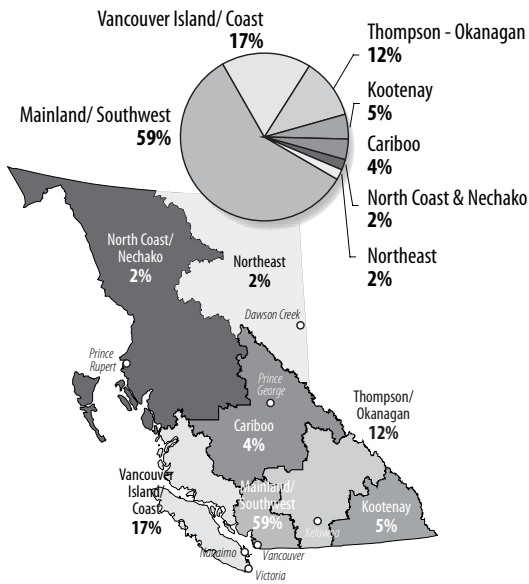 Vancouver Island/ Coast
17%
Thompson - Okanagan
12%
Mainland/ Southwest
59%
Kootenay
5%
Cariboo
4%
North Coast & Nechako
2%
Northeast
2%
North Coast/
Nechako
2%
Northeast
2%
Dawson Creek
Prince
Rupert
Prince
George
Thompson/
Okanagan
12%
Cariboo
4%
Vancouver
Island/
Coast
17%
Mainland/
Southwest
59%
Kootenay
5%
Kelowna
Nanaimo
Vancouver
Victoria